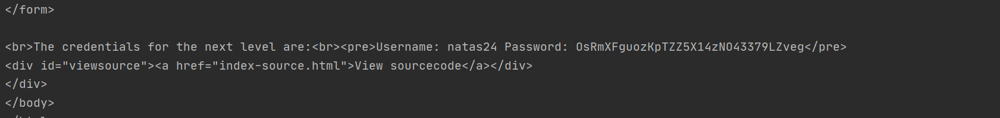 </form>
<br>The credentials for the next level are:<br><pre>Username: natas24 Password: OsRmXFguozKpTZZ5X14zNO43379LZveg</pre>
<div id="viewsource"><a href="index-source.html">View sourcecode</a></div>
</div>
</body>